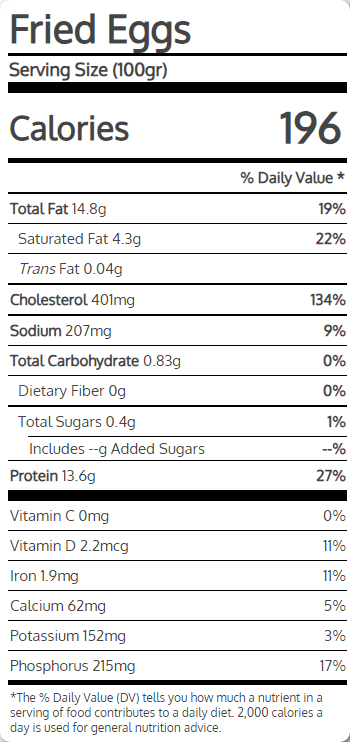 Fried Eggs
Serving Size (100gr)
Calories 196
% Daily Value *
Total Fat 14.8g 19%
Saturated Fat 4.3g 22%
Trans Fat 0.04g
Cholesterol 401mg 134%
Sodium 207mg 9%
Total Carbohydrate 0.83g 0%
Dietary Fiber 0g 0%
Total Sugars 0.4g 1%
Includes --g Added Sugars --%
Protein 13.6g 27%
Vitamin C 0mg 0%
Vitamin D 2.2mcg 11%
Iron 1.9mg 11%
Calcium 62mg 5%
Potassium 152mg 3%
Phosphorus 215mg 17%
*The % Daily Value (DV) tells you how much a nutrient in a
serving of food contributes to a daily diet. 2,000 calories a
day is used for general nutrition advice.